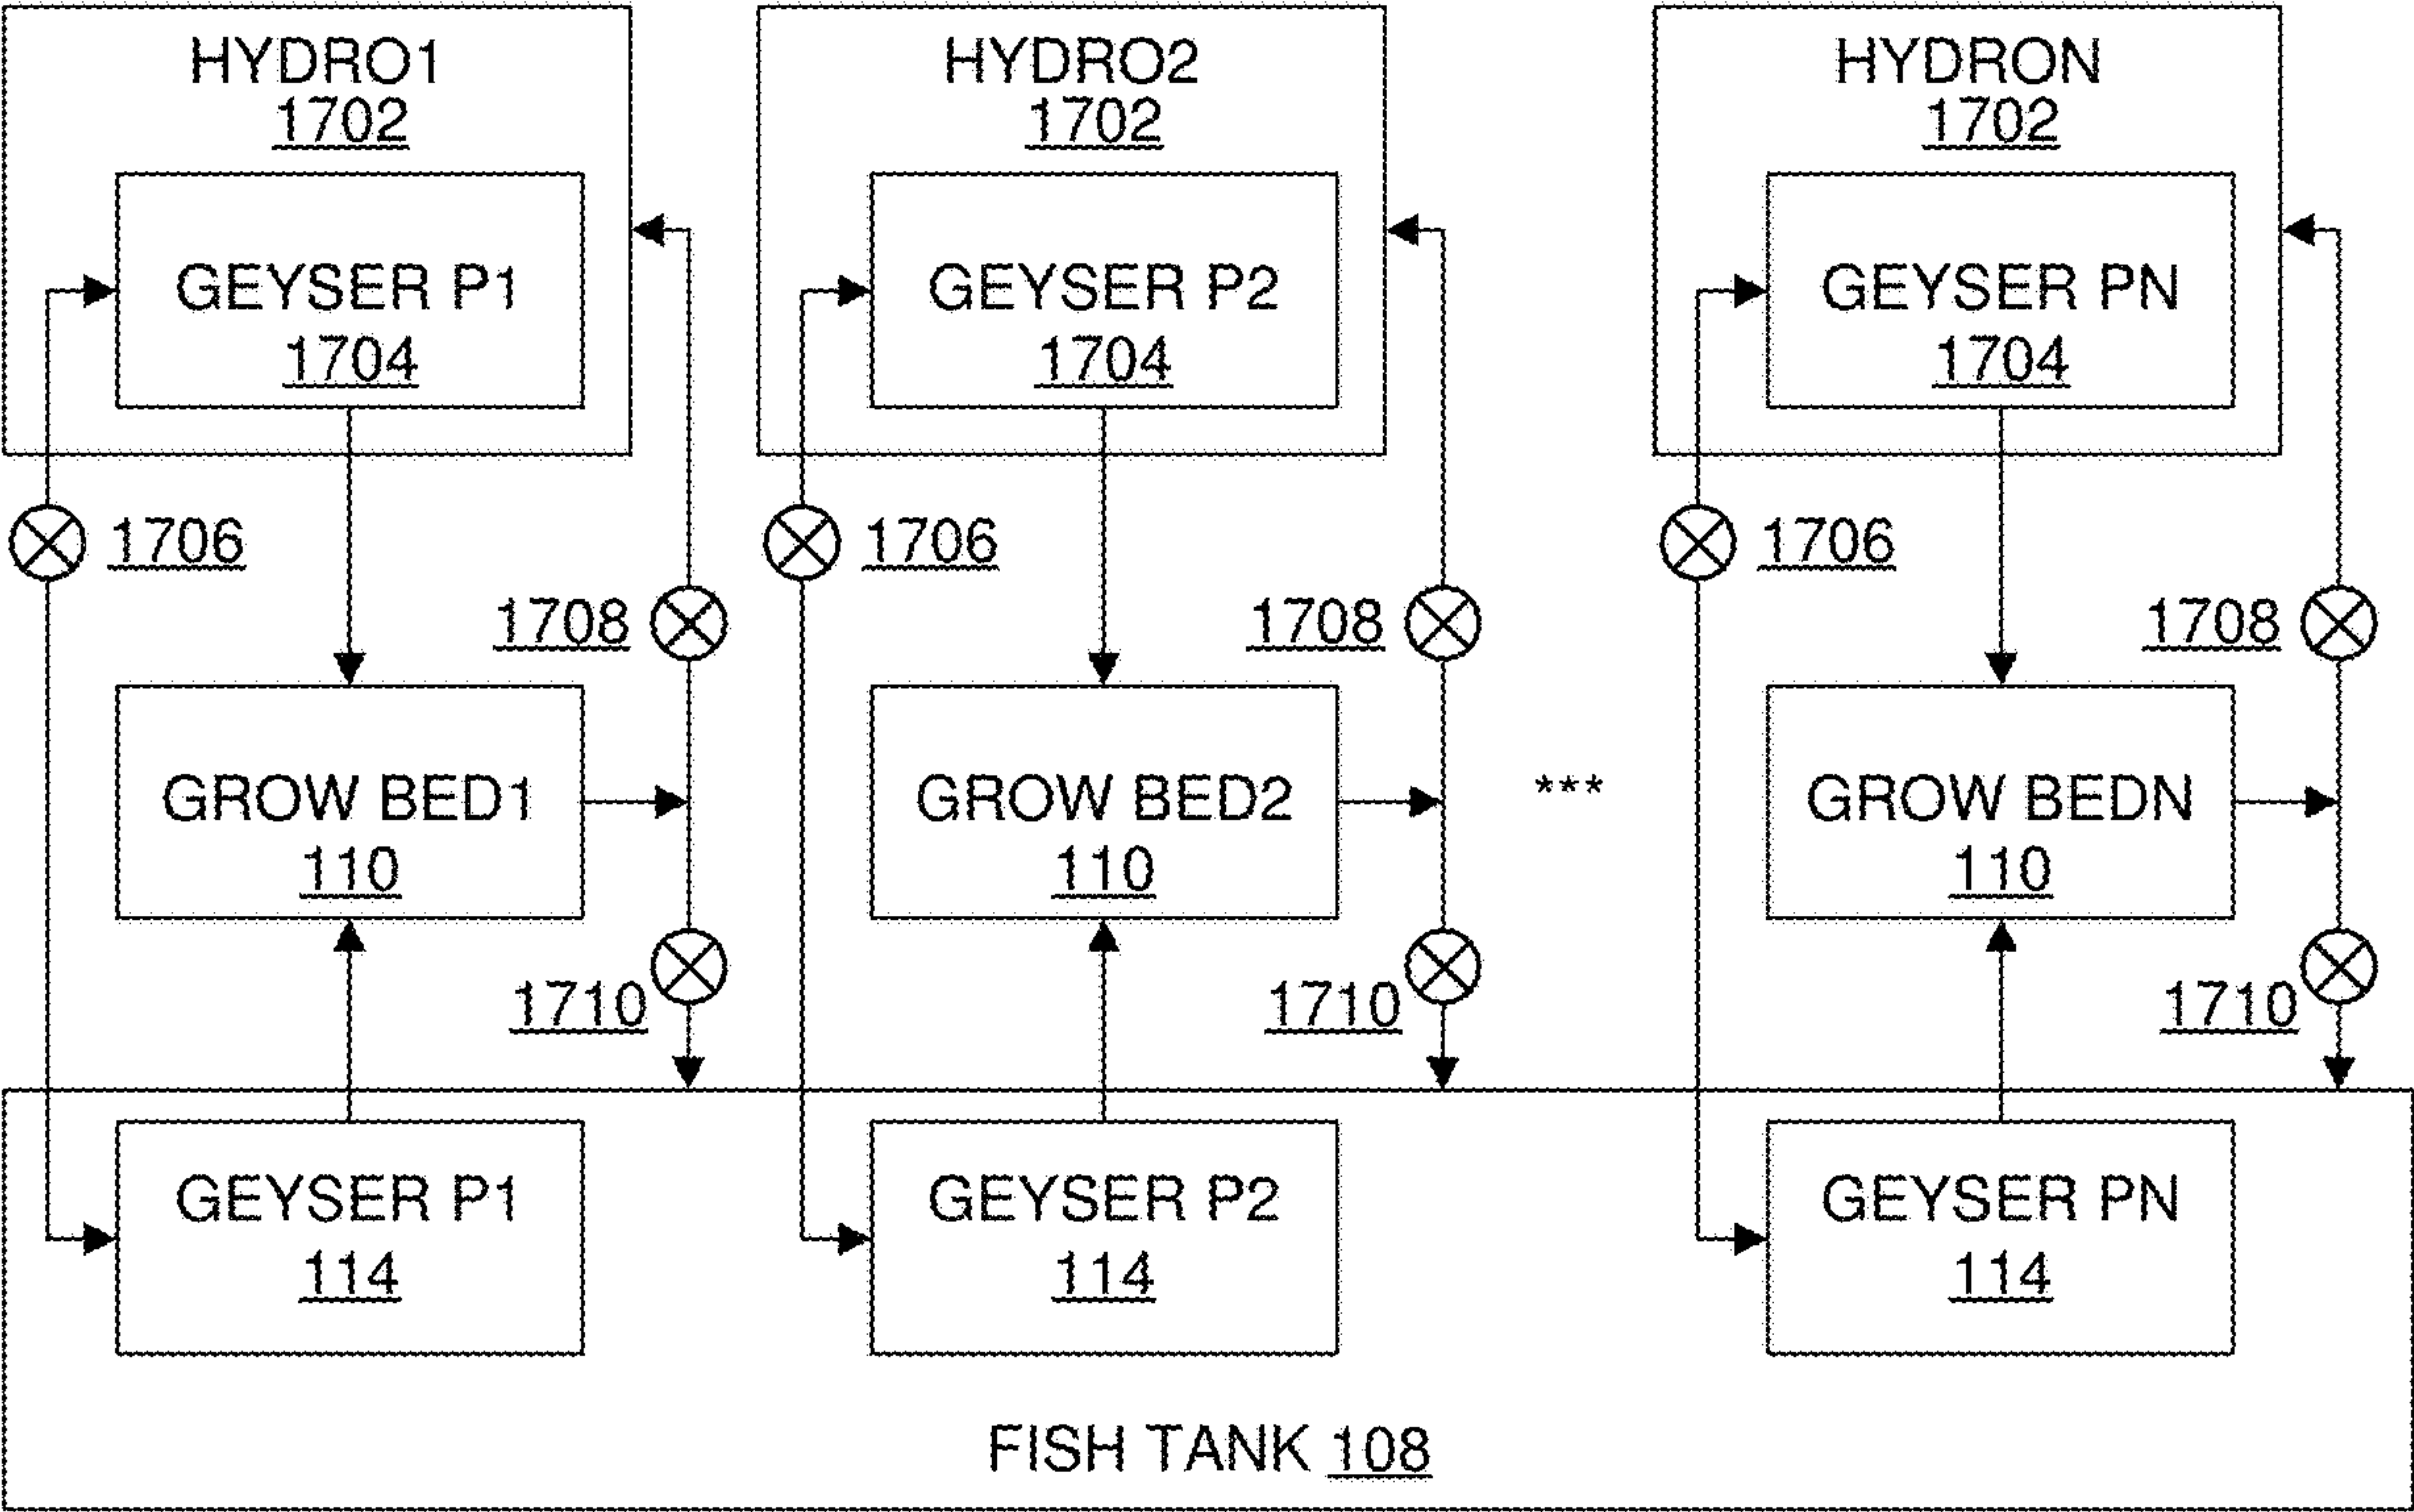 HYDRO1
1702
GEYSER P1
1704
HYDRO2
1702
GEYSER P2
1704
HYDRON
1702
GEYSER PN
1704
1706
1708
1706
1708
1706
1708
GROW BED1
110
GROW BED2
110
***
GROW BEDN
110
1710
1710
1710
GEYSER P1
114
GEYSER P2
114
GEYSER PN
114
FISH TANK 108